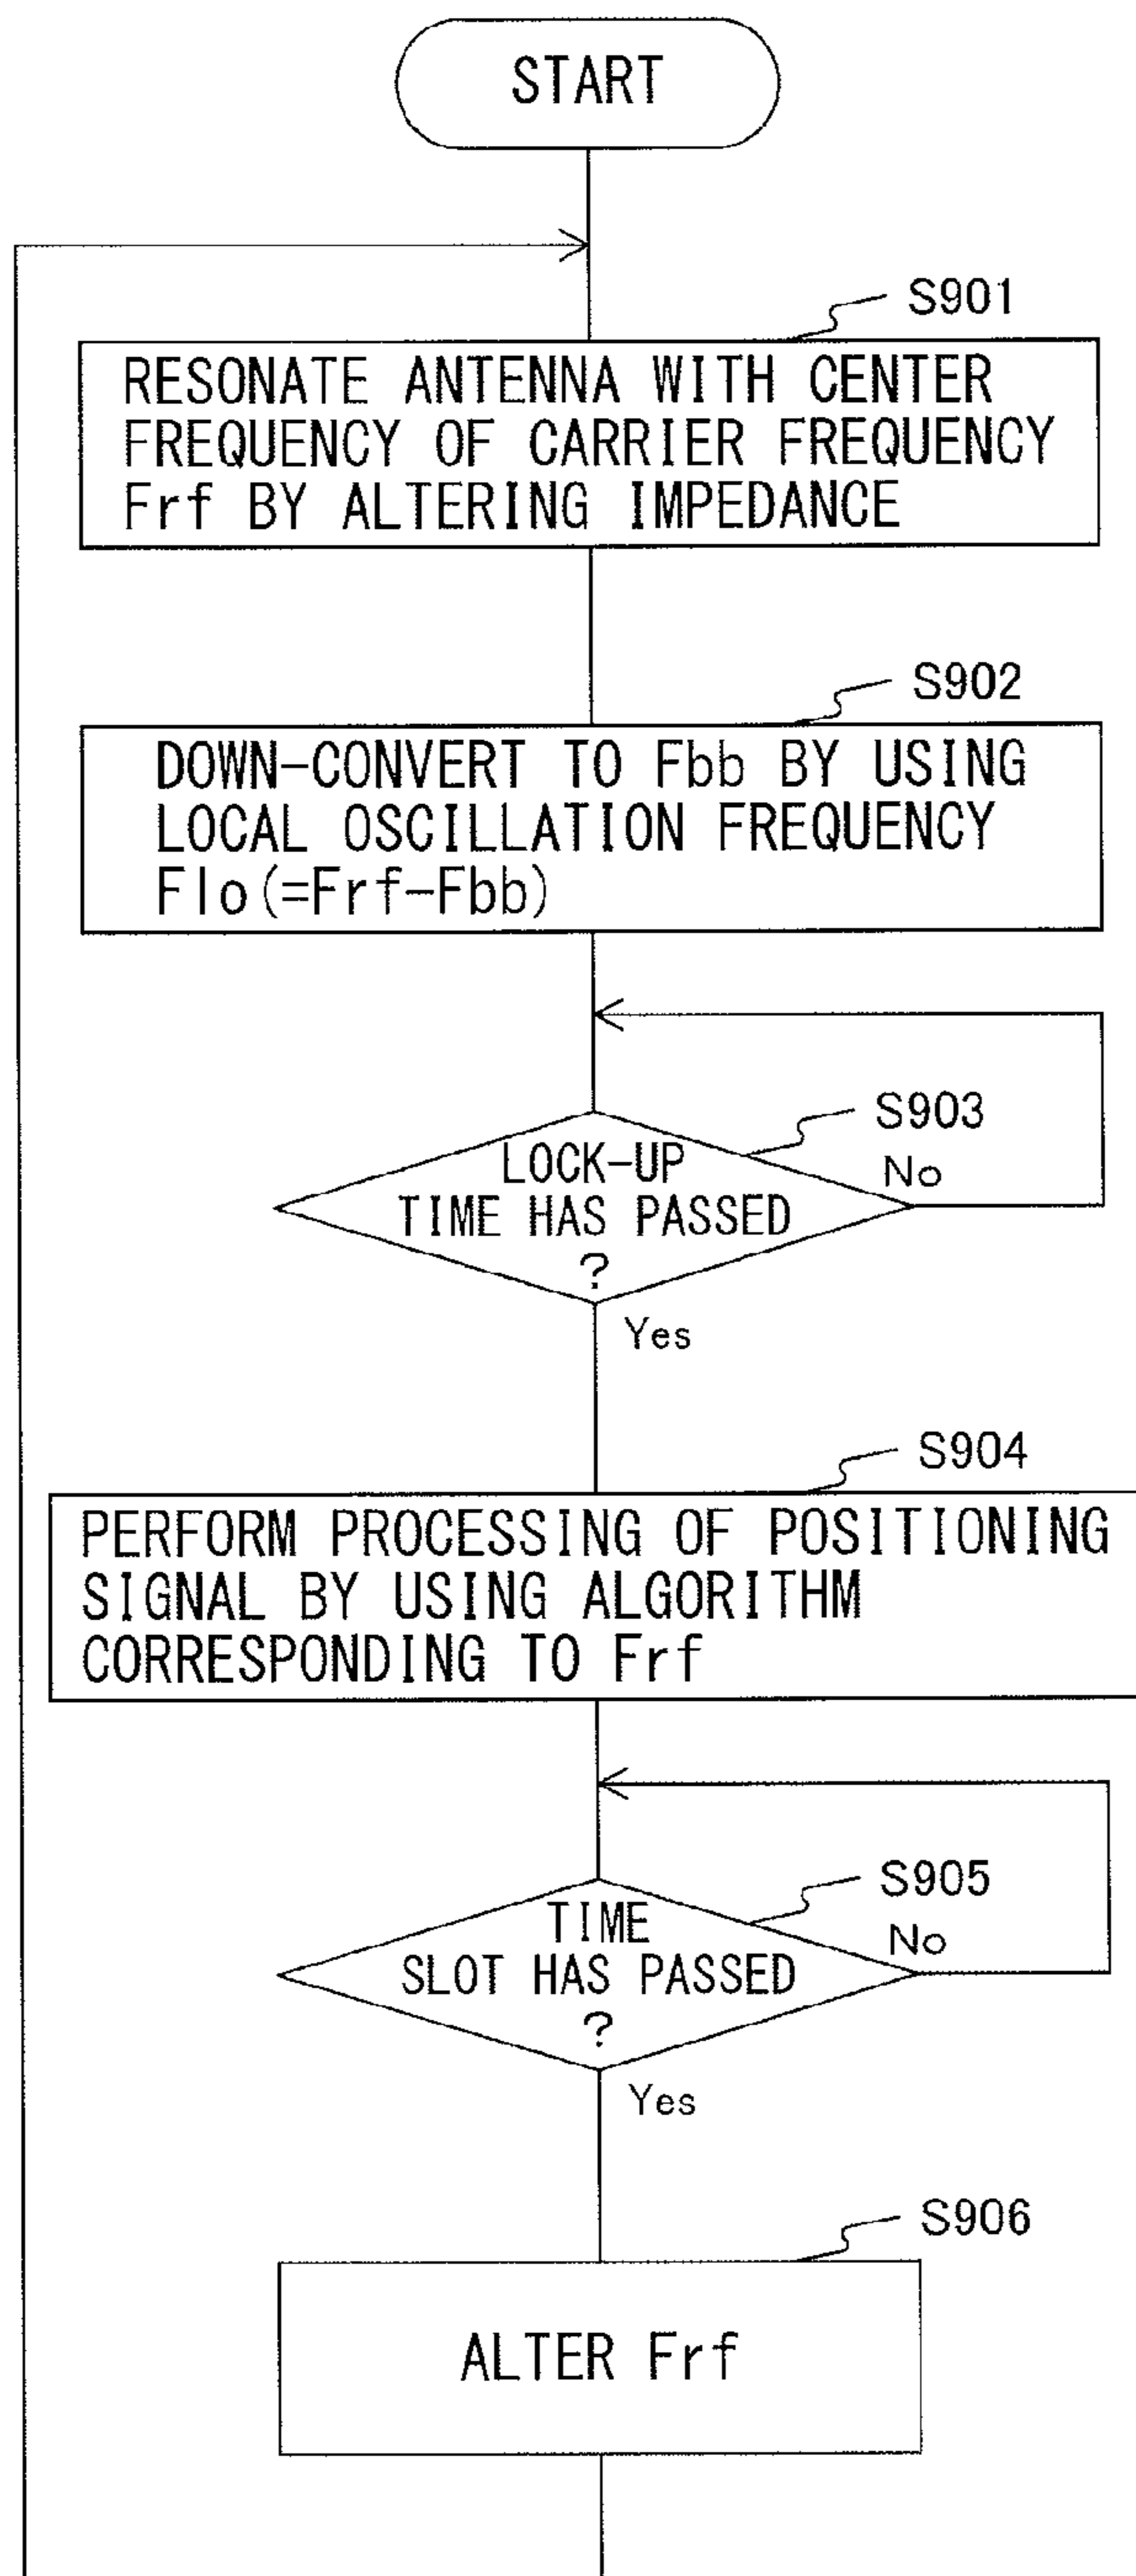 START
S901
RESONATE ANTENNA WITH CENTER
FREQUENCY OF CARRIER FREQUENCY
Frf BY ALTERING IMPEDANCE
S902
DOWN-CONVERT TO Fbb BY USING
LOCAL OSCILLATION FREQUENCY
Flo(=Frf-Fbb)
S903
LOCK-UP
TIME HAS PASSED
?
No
Yes
S904
PERFORM PROCESSING OF POSITIONING
SIGNAL BY USING ALGORITHM
CORRESPONDING TO Frf
S905
TIME
SLOT HAS PASSED
?
No
Yes
S906
ALTER Frf